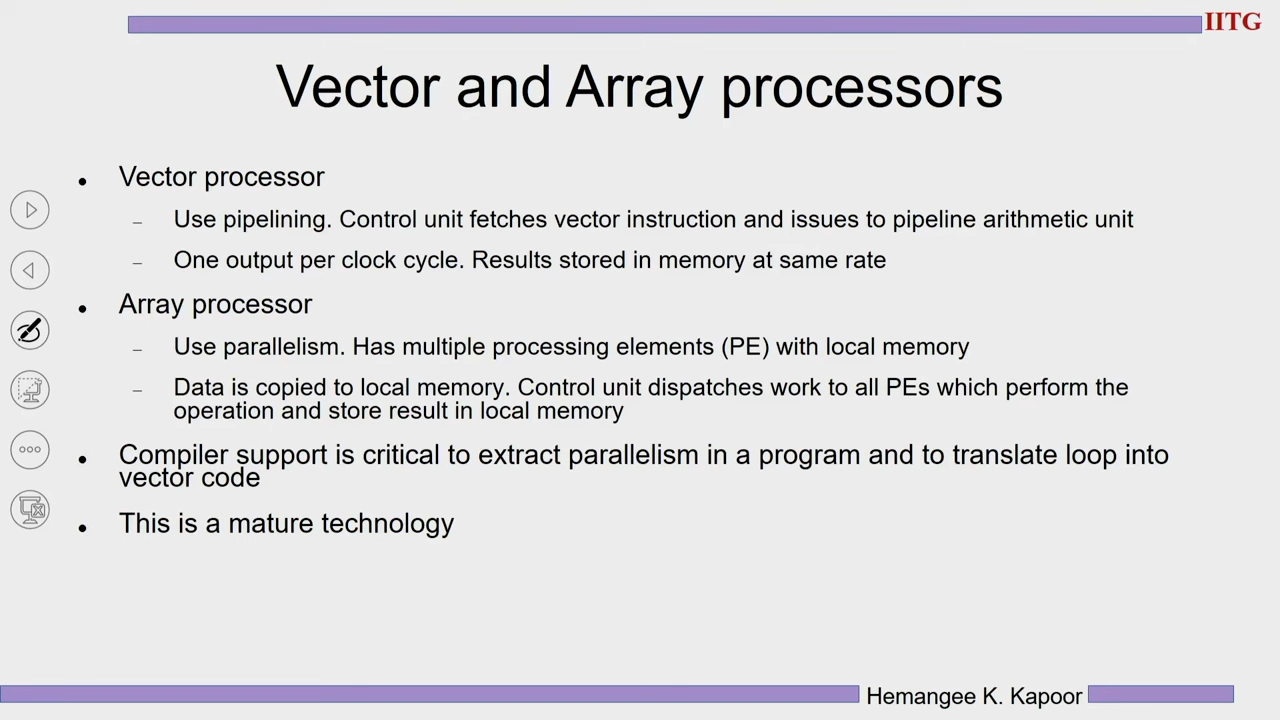 IITG
Vector and Array processors
• Vector processor
– Use pipelining. Control unit fetches vector instruction and issues to pipeline arithmetic unit
– One output per clock cycle. Results stored in memory at same rate
• Array processor
– Use parallelism. Has multiple processing elements (PE) with local memory
– Data is copied to local memory. Control unit dispatches work to all PEs which perform the
operation and store result in local memory
• Compiler support is critical to extract parallelism in a program and to translate loop into
vector code
• This is a mature technology
Hemangee K. Kapoor